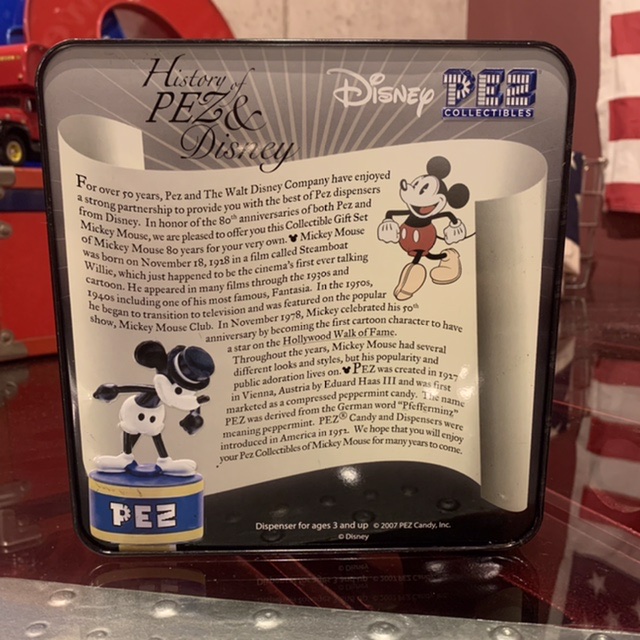 History of
PEZ &
Disney
Disney PEZ
COLLECTIBLES
For over 50 years, Pez and The Walt Disney Company have enjoyed
a strong partnership to provide you with the best of Pez dispensers
from Disney. In honor of the 80th anniversaries of both Pez and
Mickey Mouse, we are pleased to offer you this Collectible Gift Set
of Mickey Mouse 80 years for your very own. Mickey Mouse
was born on November 18, 1928 in a film called Steamboat
Willie, which just happened to be the cinema's first ever talking
cartoon. He appeared in many films through the 1930s and
1940s including one of his most famous, Fantasia. In the 1950s,
he began to transition to television and was featured on the popular
show, Mickey Mouse Club. In November 1978, Mickey celebrated his 50th
anniversary by becoming the first cartoon character to have
a star on the Hollywood Walk of Fame.
Throughout the years, Mickey Mouse had several
different looks and styles, but his popularity and
public adoration lives on. PEZ was created in 1927
in Vienna, Austria by Eduard Haas III and was first
marketed as a compressed peppermint candy. The name
PEZ was derived from the German word "Pfefferminz"
meaning peppermint. PEZ® Candy and Dispensers were
introduced in America in 1952. We hope that you will enjoy
your Pez Collectibles of Mickey Mouse for many years to come.
PEZ
Dispenser for ages 3 and up © 2007 PEZ Candy, Inc.
© Disney